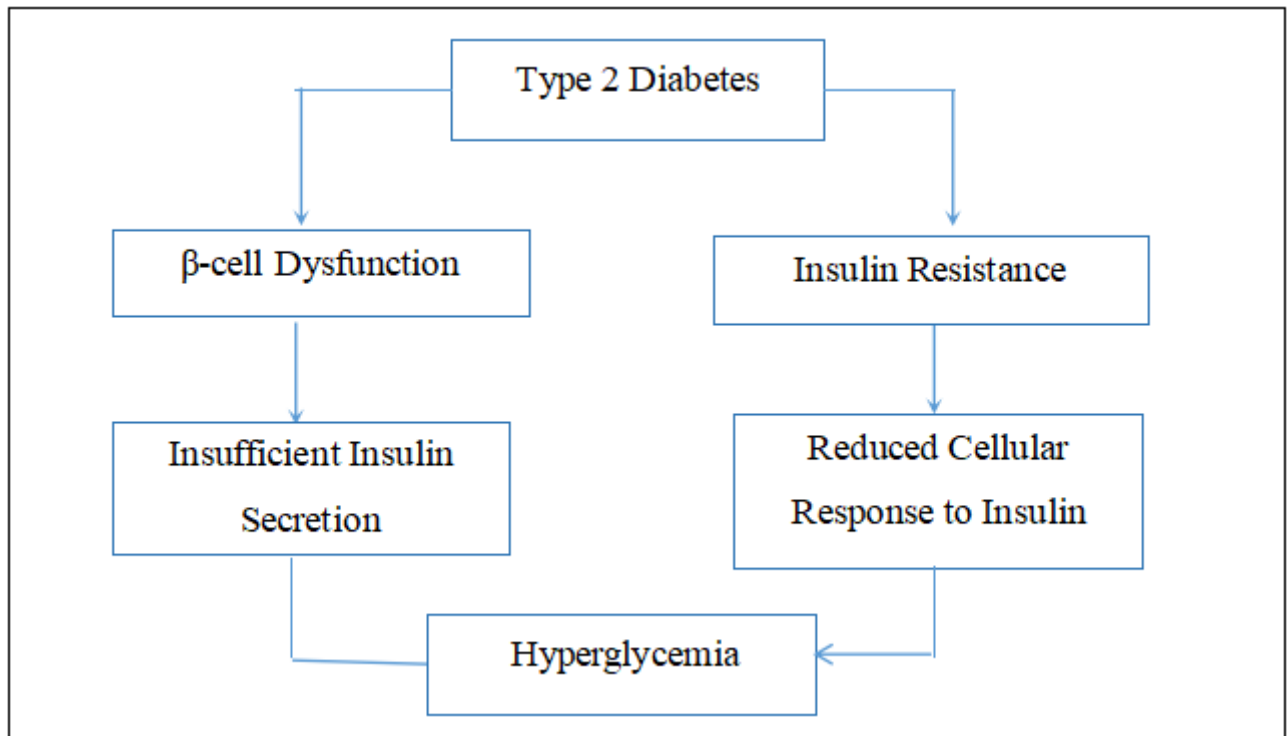 Type 2 Diabetes
β-cell Dysfunction
Insulin Resistance
Insufficient Insulin
Secretion
Reduced Cellular
Response to Insulin
Hyperglycemia